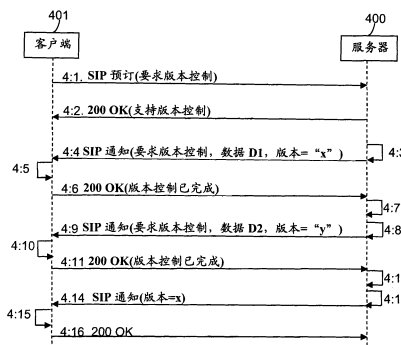 401
400
客户端
服务器
4:1. SIP 预订(要求版本控制)
4:2. 200 OK(支持版本控制)
4:4 SIP 通知(要求版本控制, 数据 D1, 版本= “x” )
4:5
4:6 200 OK(版本控制已完成)
4:7
4:9 SIP 通知(要求版本控制, 数据 D2, 版本= “y” )
4:8
4:10
4:11 200 OK(版本控制已完成)
4:1
4.14 SIP 通知(版本=x)
4:1
4:15
4:16 200 OK